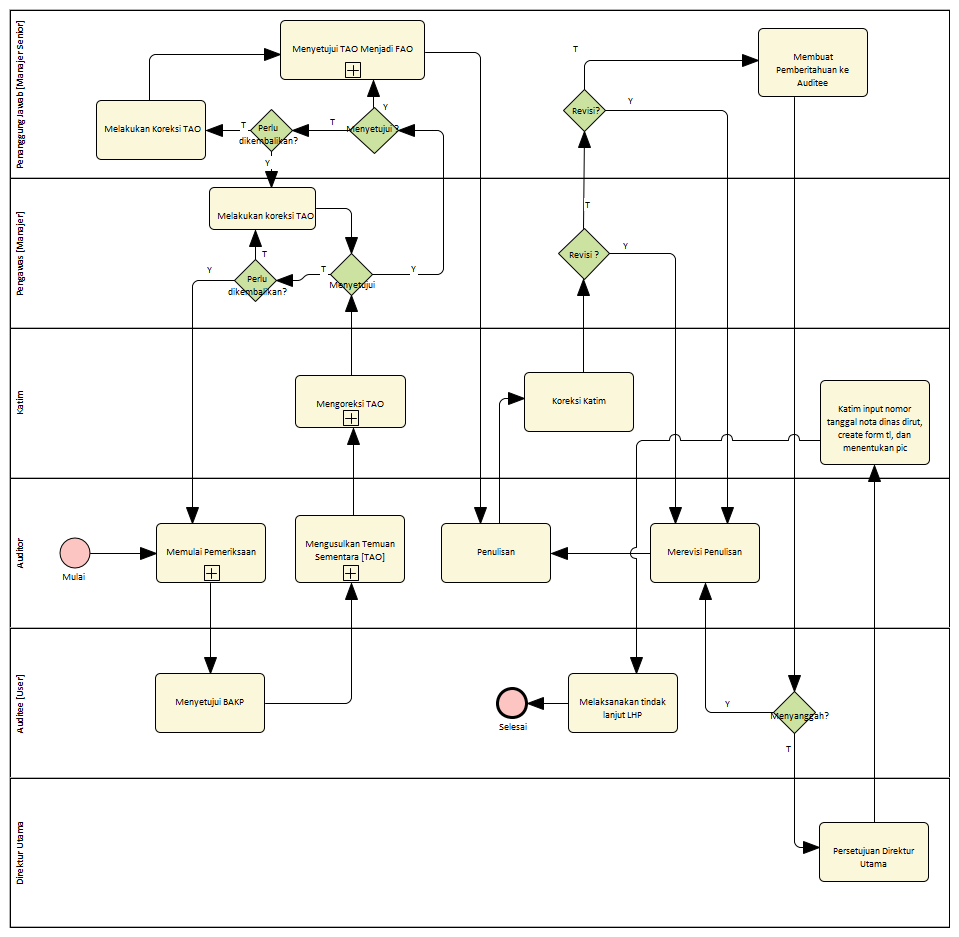 Penanggung Jawab [Manajer Senior]
Menyetujui TAO Menjadi FAO
Melakukan Koreksi TAO
T
Perlu
dikembalikan?
T
Menyetujui ?
Y
Y
T
Revisi?
Y
Membuat
Pemberitahuan ke
Auditee
Pengawas [Manajer]
Melakukan koreksi TAO
T
Y
Perlu
dikembalikan?
T
Menyetujui
Y
T
Revisi ?
Y
Katim
Mengoreksi TAO
Koreksi Katim
Katim input nomor
tanggal nota dinas dirut,
create form tl, dan
menentukan pic
Auditor
Mulai
Memulai Pemeriksaan
Mengusulkan Temuan
Sementara [TAO]
Penulisan
Merevisi Penulisan
Auditee [User]
Menyetujui BAKP
Selesai
Melaksanakan tindak
lanjut LHP
Y
Menyanggah?
T
Direktur Utama
Persetujuan Direktur
Utama